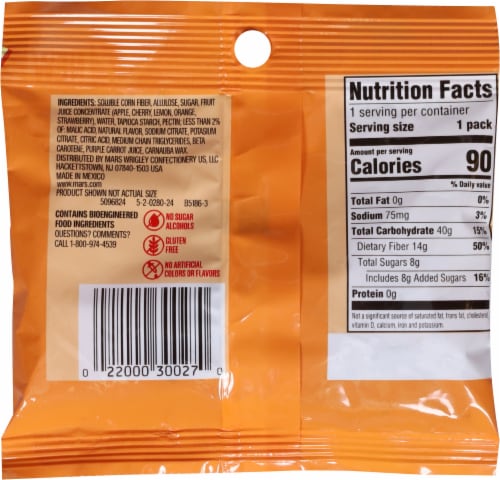 INGREDIENTS: SOLUBLE CORN FIBER, ALLULOSE, SUGAR, FRUIT
JUICE CONCENTRATE (APPLE, CHERRY, LEMON, ORANGE,
STRAWBERRY), WATER, TAPIOCA STARCH, PECTIN; LESS THAN 2%
OF: MALIC ACID, NATURAL FLAVOR, SODIUM CITRATE, POTASSIUM
CITRATE, CITRIC ACID, MEDIUM CHAIN TRIGLYCERIDES, BETA
CAROTENE, PURPLE CARROT JUICE, CARNAUBA WAX.
DISTRIBUTED BY MARS WRIGLEY CONFECTIONERY US, LLC
HACKETTSTOWN, NJ 07840-1503 USA
MADE IN MEXICO
www.mars.com
PRODUCT SHOWN NOT ACTUAL SIZE
5096824 5-2-0280-24 B5186-3
CONTAINS BIOENGINEERED
FOOD INGREDIENTS
QUESTIONS? COMMENTS?
CALL 1-800-974-4539
NO SUGAR
ALCOHOLS
GLUTEN
FREE
NO ARTIFICIAL
COLORS OR FLAVORS
0 22000 30027 0
Nutrition Facts
1 serving per container
Serving size 1 pack
Amount per serving
Calories 90
% Daily value
Total Fat 0g 0%
Sodium 75mg 3%
Total Carbohydrate 40g 15%
Dietary Fiber 14g 50%
Total Sugars 8g
Includes 8g Added Sugars 16%
Protein 0g
Not a significant source of saturated fat, trans fat, cholesterol,
vitamin D, calcium, iron and potassium.